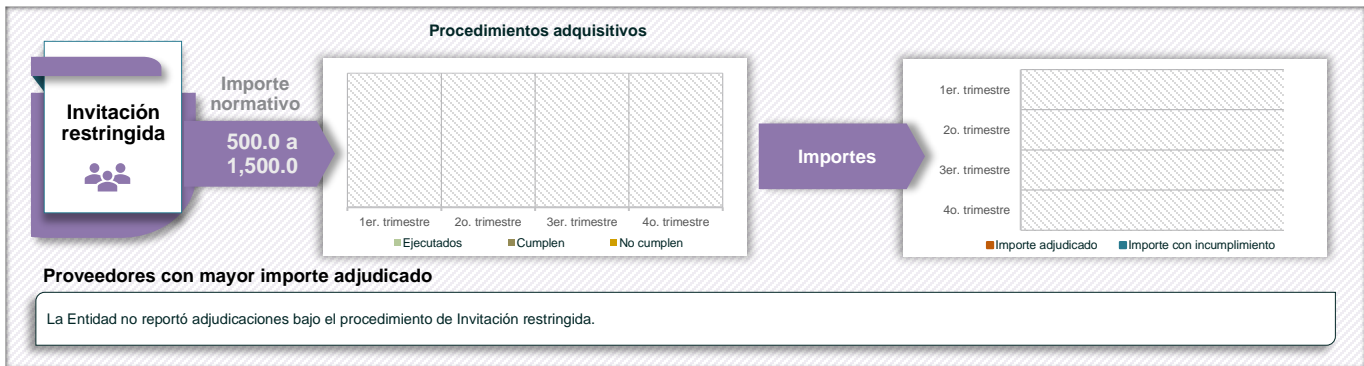 Procedimientos adquisitivos
Invitación
restringida
Importe
normativo
500.0 a
1,500.0
1er. trimestre
2o. trimestre
3er. trimestre
4o. trimestre
Ejecutados
Cumplen
No cumplen
Importes
1er. trimestre
2o. trimestre
3er. trimestre
4o. trimestre
Importe adjudicado
Importe con incumplimiento
Proveedores con mayor importe adjudicado
La Entidad no reportó adjudicaciones bajo el procedimiento de Invitación restringida.